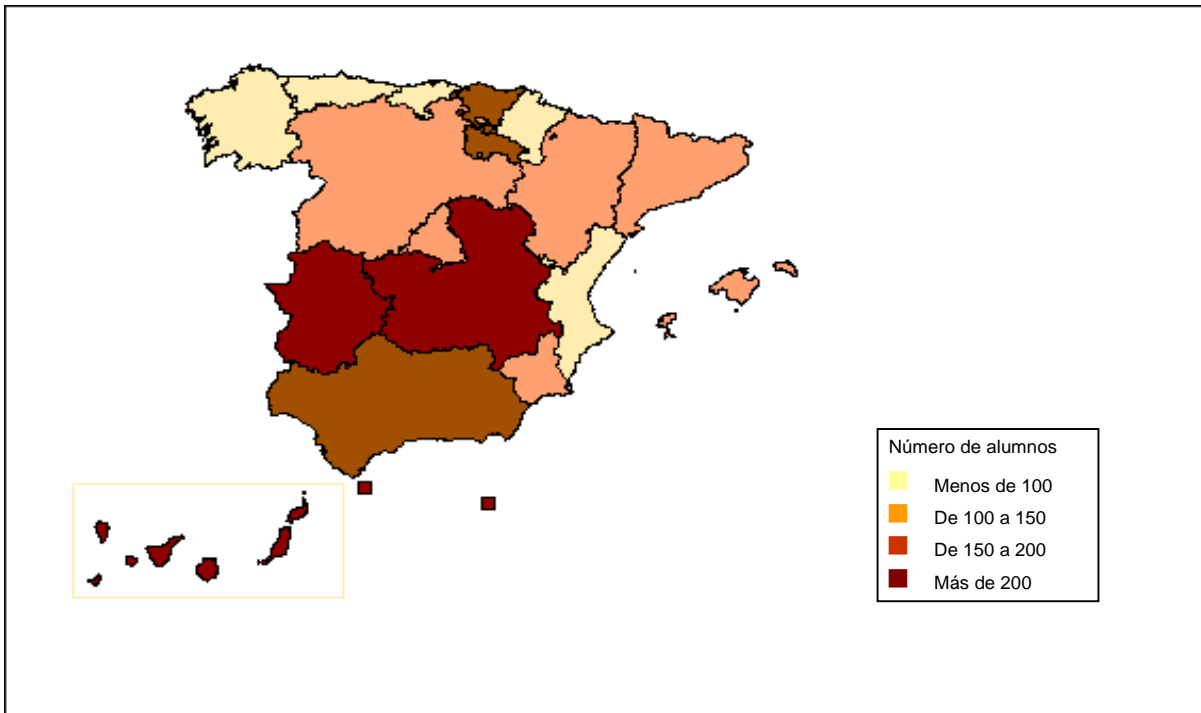 Número de alumnos
Menos de 100
De 100 a 150
De 150 a 200
Más de 200